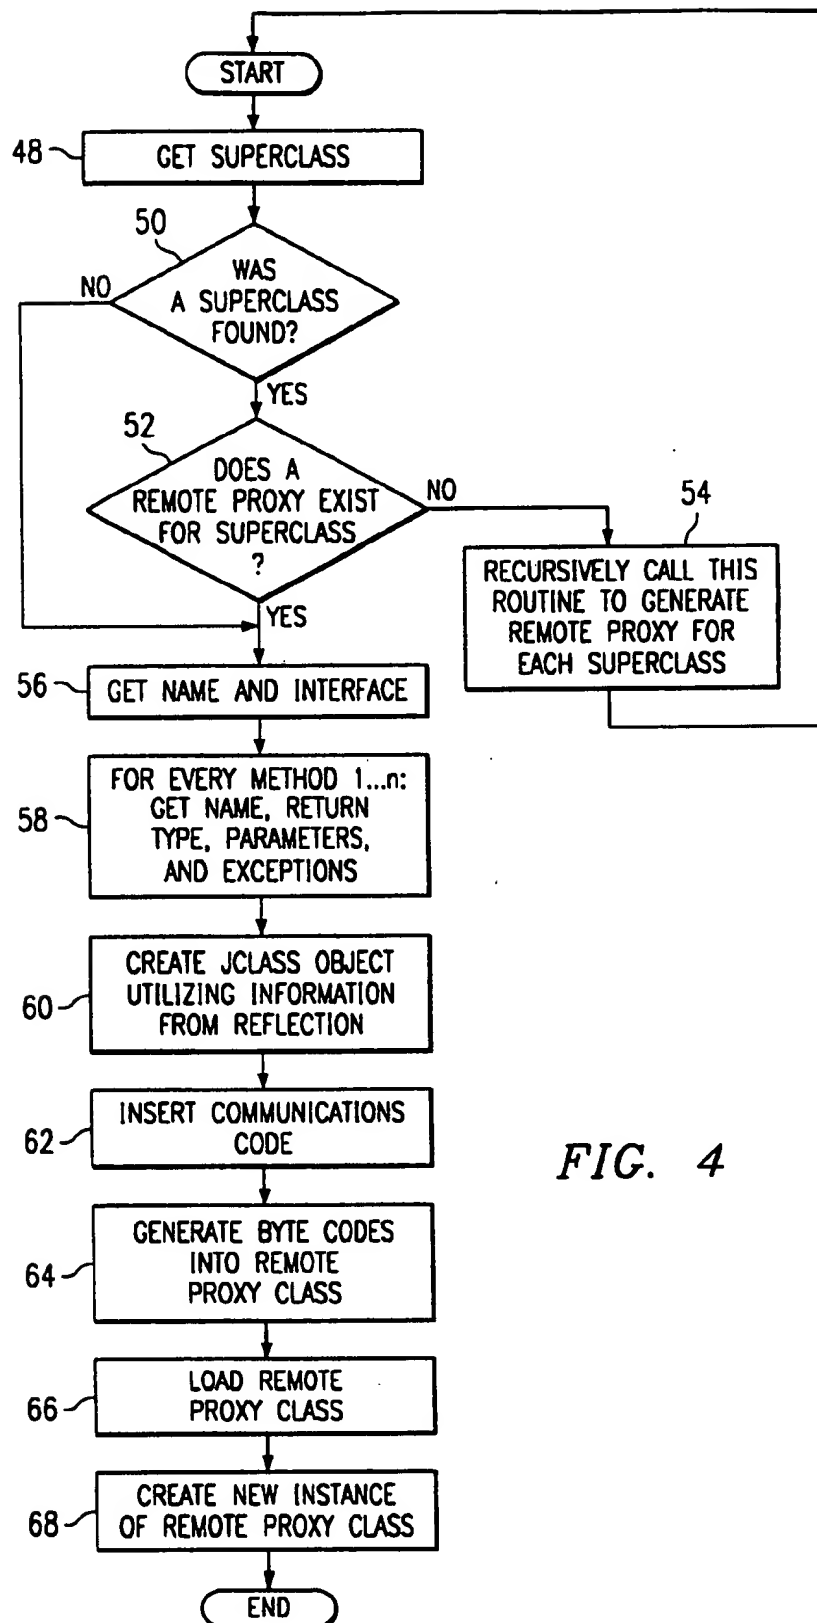 START
48
GET SUPERCLASS
50
NO
WAS
A SUPERCLASS
FOUND?
YES
52
DOES A
REMOTE PROXY EXIST
FOR SUPERCLASS
?
NO
YES
54
RECURSIVELY CALL THIS
ROUTINE TO GENERATE
REMOTE PROXY FOR
EACH SUPERCLASS
56
GET NAME AND INTERFACE
58
FOR EVERY METHOD 1...n:
GET NAME, RETURN
TYPE, PARAMETERS,
AND EXCEPTIONS
60
CREATE JCLASS OBJECT
UTILIZING INFORMATION
FROM REFLECTION
62
INSERT COMMUNICATIONS
CODE
FIG. 4
64
GENERATE BYTE CODES
INTO REMOTE
PROXY CLASS
66
LOAD REMOTE
PROXY CLASS
68
CREATE NEW INSTANCE
OF REMOTE PROXY CLASS
END